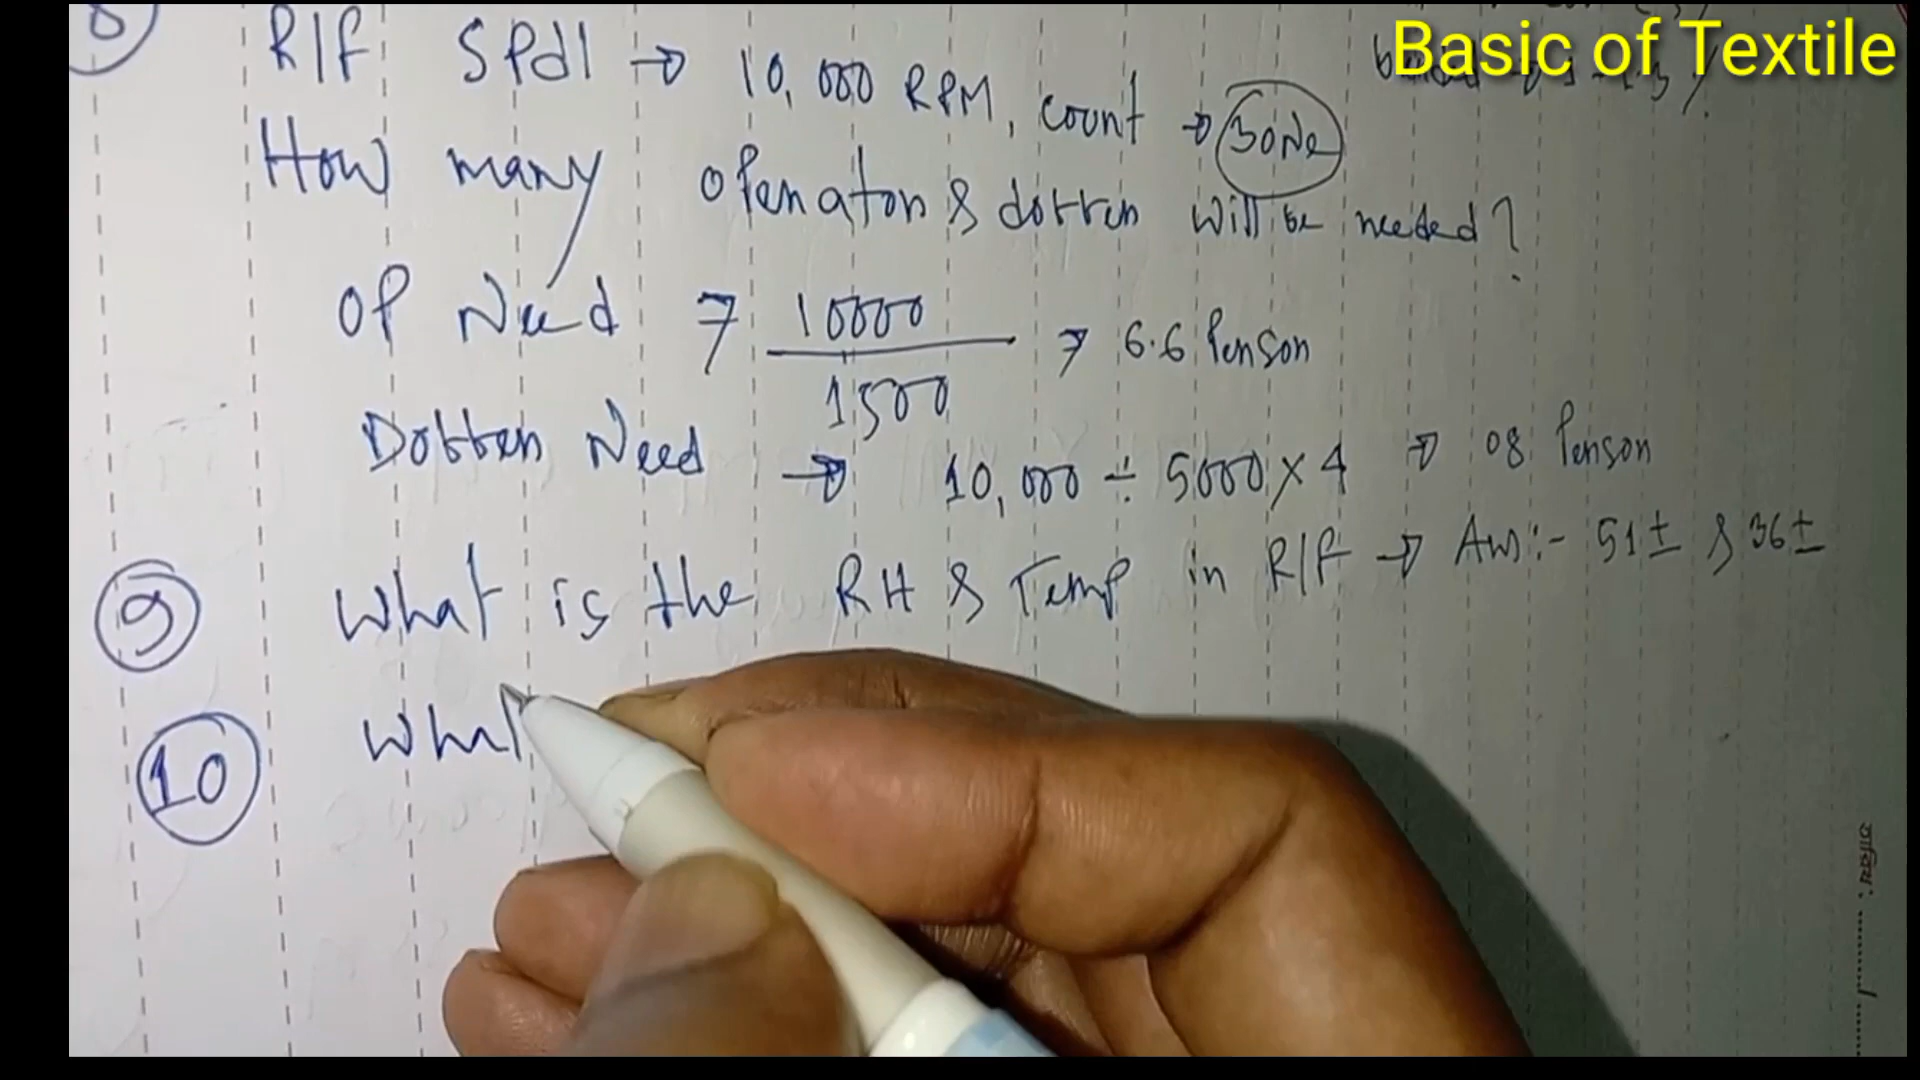 Basic of Textile
8 R/F Spdl → 10,000 RPM, count → 30Ne
How many operator & doffer will be needed?
OP Need ⇒ 10000 / 1500 ⇒ 6.6 Person
Doffer Need → 10,000 ÷ 5000 x 4 → 08 Person
9 What is the RH & Temp in R/F → Ans:- 51± & 36±
10 What
তারিখ: